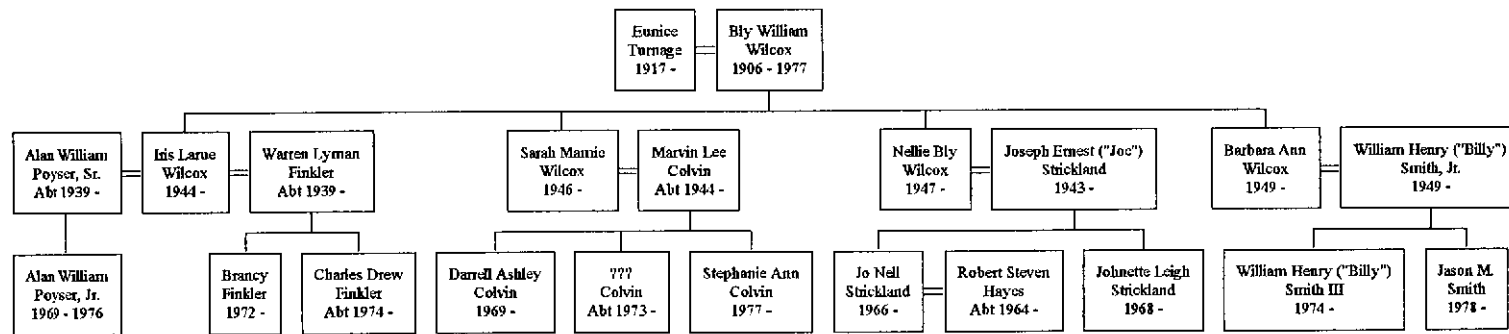 Eunice
Turnage
1917 -
Bly William
Wilcox
1906 - 1977
Alan William
Poyser, Sr.
Abt 1939 -
Iris Larue
Wilcox
1944 -
Warren Lyman
Finkler
Abt 1939 -
Sarah Mamie
Wilcox
1946 -
Marvin Lee
Colvin
Abt 1944 -
Nellie Bly
Wilcox
1947 -
Joseph Ernest ("Joe")
Strickland
1943 -
Barbara Ann
Wilcox
1949 -
William Henry ("Billy")
Smith, Jr.
1949 -
Alan William
Poyser, Jr.
1969 - 1976
Brancy
Finkler
1972 -
Charles Drew
Finkler
Abt 1974 -
Darrell Ashley
Colvin
1969 -
???
Colvin
Abt 1973 -
Stephanie Ann
Colvin
1977 -
Jo Nell
Strickland
1966 -
Robert Steven
Hayes
Abt 1964 -
Johnette Leigh
Strickland
1968 -
William Henry ("Billy")
Smith III
1974 -
Jason M.
Smith
1978 -